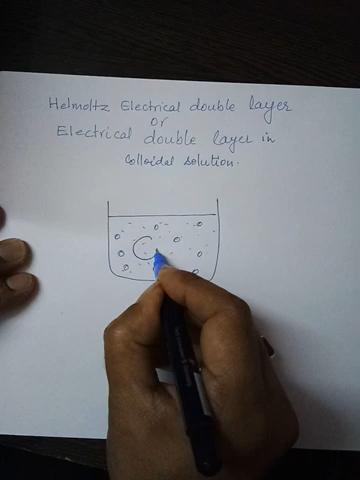 Helmoltz Electrical double layer
or
Electrical double layer in
Colloidal solution.